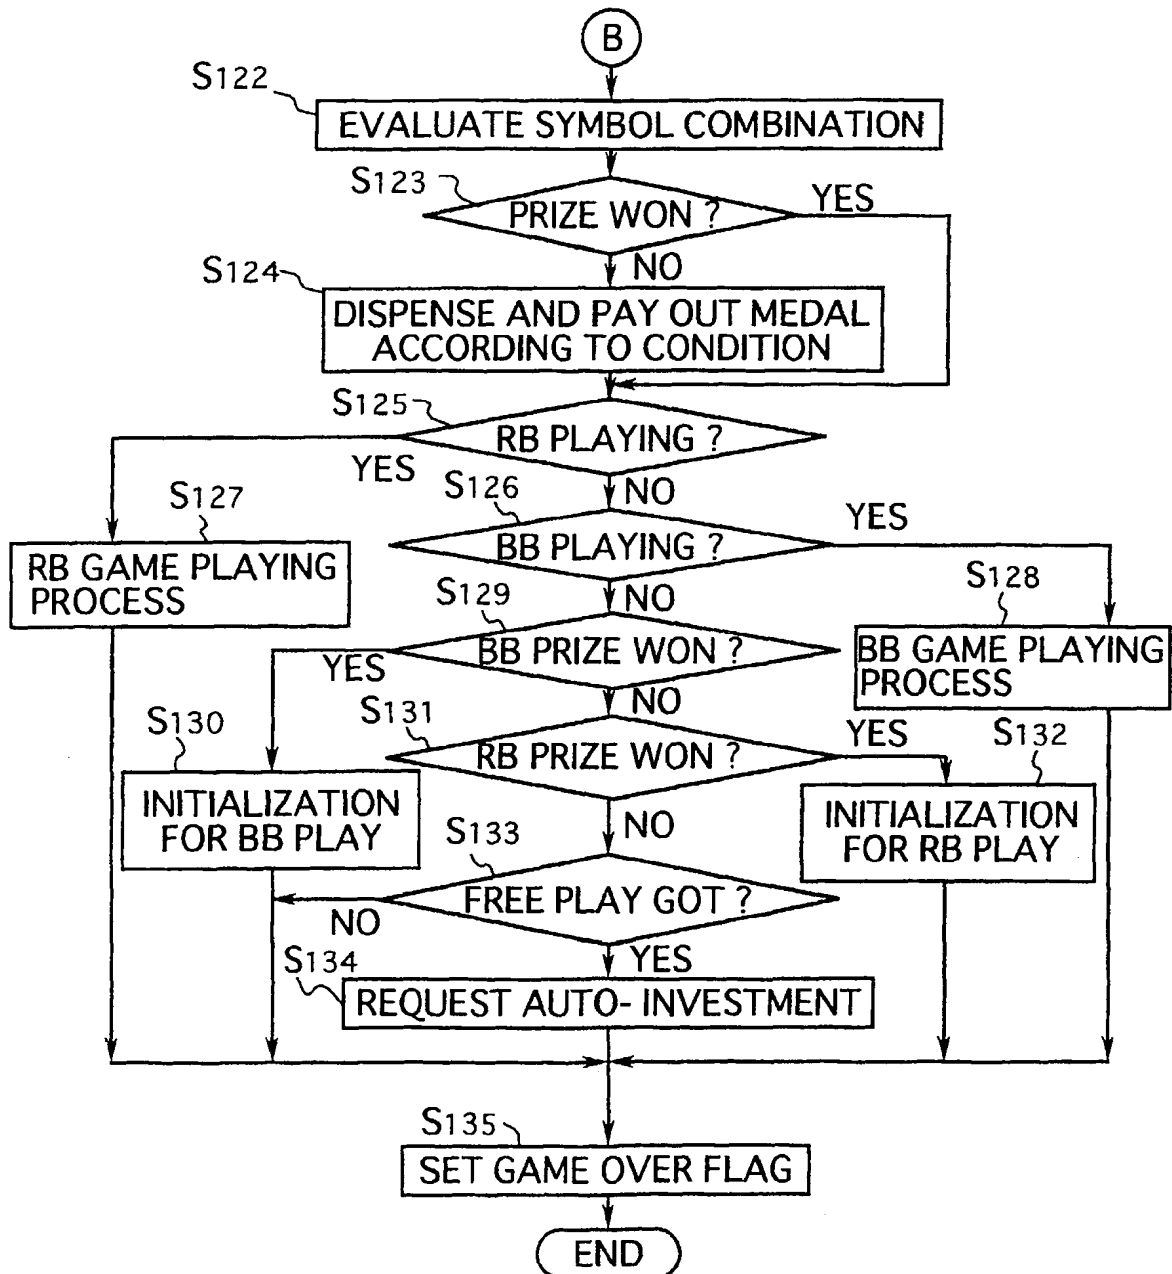 B
S122
EVALUATE SYMBOL COMBINATION
S123
PRIZE WON ?
YES
NO
S124
DISPENSE AND PAY OUT MEDAL
ACCORDING TO CONDITION
S125
RB PLAYING ?
YES
NO
S126
BB PLAYING ?
YES
NO
S127
RB GAME PLAYING
PROCESS
S128
BB GAME PLAYING
PROCESS
S129
BB PRIZE WON ?
YES
NO
S130
INITIALIZATION
FOR BB PLAY
S131
RB PRIZE WON ?
YES
NO
S132
INITIALIZATION
FOR RB PLAY
S133
FREE PLAY GOT ?
NO
YES
S134
REQUEST AUTO- INVESTMENT
S135
SET GAME OVER FLAG
END